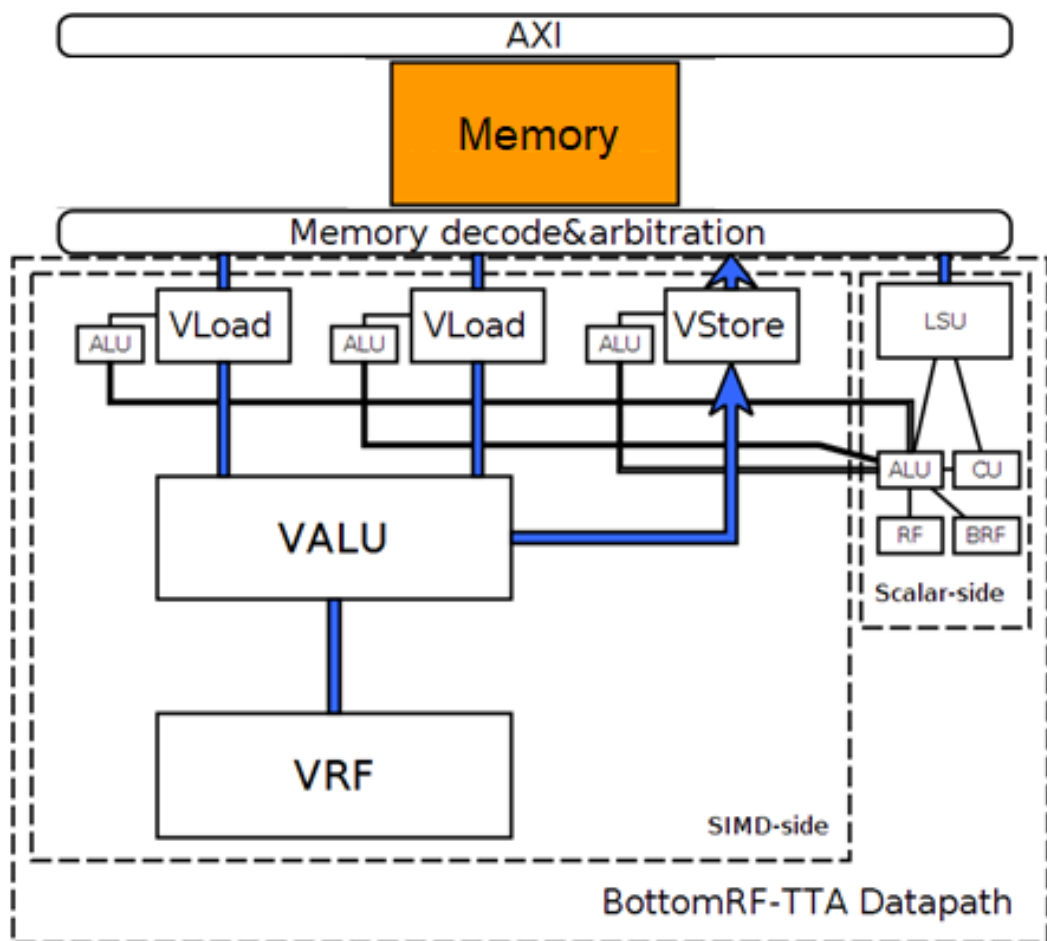 AXI
Memory
Memory decode&arbitration
VLoad
VLoad
VStore
LSU
ALU
ALU
ALU
ALU
CU
VALU
RF
BRF
Scalar-side
VRF
SIMD-side
BottomRF-TTA Datapath